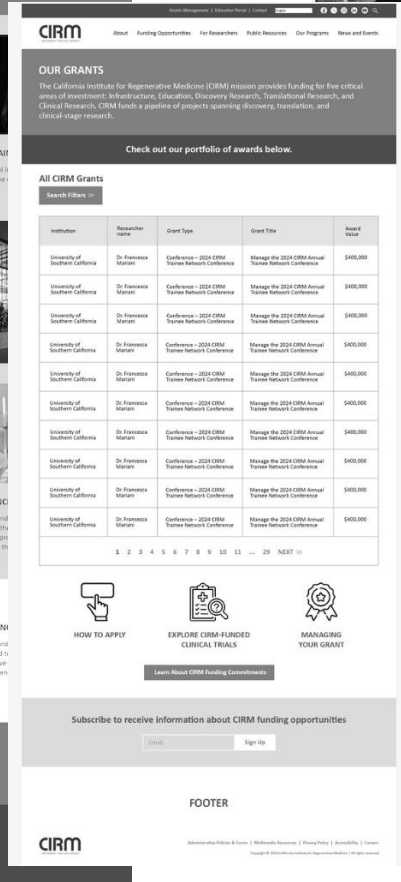 Grants Management | Education Portal | Contact
CIRM
About Funding Opportunities For Researchers Public Resources Our Programs News and Events
OUR GRANTS
The California Institute for Regenerative Medicine (CIRM) mission provides funding for five critical
areas of investment: Infrastructure, Education, Discovery Research, Translational Research, and
Clinical Research. CIRM funds a pipeline of projects spanning discovery, translation, and
clinical-stage research.
Check out our portfolio of awards below.
All CIRM Grants
Search Filters >>
Institution Researcher name Grant Type Grant Title Award Value
University of Southern California Dr. Francesca Mariani Conference – 2024 CIRM Trainee Network Conference Manage the 2024 CIRM Annual Trainee Network Conference $400,000
University of Southern California Dr. Francesca Mariani Conference – 2024 CIRM Trainee Network Conference Manage the 2024 CIRM Annual Trainee Network Conference $400,000
University of Southern California Dr. Francesca Mariani Conference – 2024 CIRM Trainee Network Conference Manage the 2024 CIRM Annual Trainee Network Conference $400,000
University of Southern California Dr. Francesca Mariani Conference – 2024 CIRM Trainee Network Conference Manage the 2024 CIRM Annual Trainee Network Conference $400,000
University of Southern California Dr. Francesca Mariani Conference – 2024 CIRM Trainee Network Conference Manage the 2024 CIRM Annual Trainee Network Conference $400,000
University of Southern California Dr. Francesca Mariani Conference – 2024 CIRM Trainee Network Conference Manage the 2024 CIRM Annual Trainee Network Conference $400,000
University of Southern California Dr. Francesca Mariani Conference – 2024 CIRM Trainee Network Conference Manage the 2024 CIRM Annual Trainee Network Conference $400,000
University of Southern California Dr. Francesca Mariani Conference – 2024 CIRM Trainee Network Conference Manage the 2024 CIRM Annual Trainee Network Conference $400,000
University of Southern California Dr. Francesca Mariani Conference – 2024 CIRM Trainee Network Conference Manage the 2024 CIRM Annual Trainee Network Conference $400,000
University of Southern California Dr. Francesca Mariani Conference – 2024 CIRM Trainee Network Conference Manage the 2024 CIRM Annual Trainee Network Conference $400,000
1 2 3 4 5 6 7 8 9 10 11 ... 29 NEXT >>
HOW TO APPLY
EXPLORE CIRM-FUNDED
CLINICAL TRIALS
MANAGING
YOUR GRANT
Learn About CIRM Funding Commitments
Subscribe to receive information about CIRM funding opportunities
Email Sign Up
FOOTER
CIRM
Administrative Policies & Forms | Multimedia Resources | Privacy Policy | Accessibility | Careers
Copyright © 2024 California Institute for Regenerative Medicine | All rights reserved